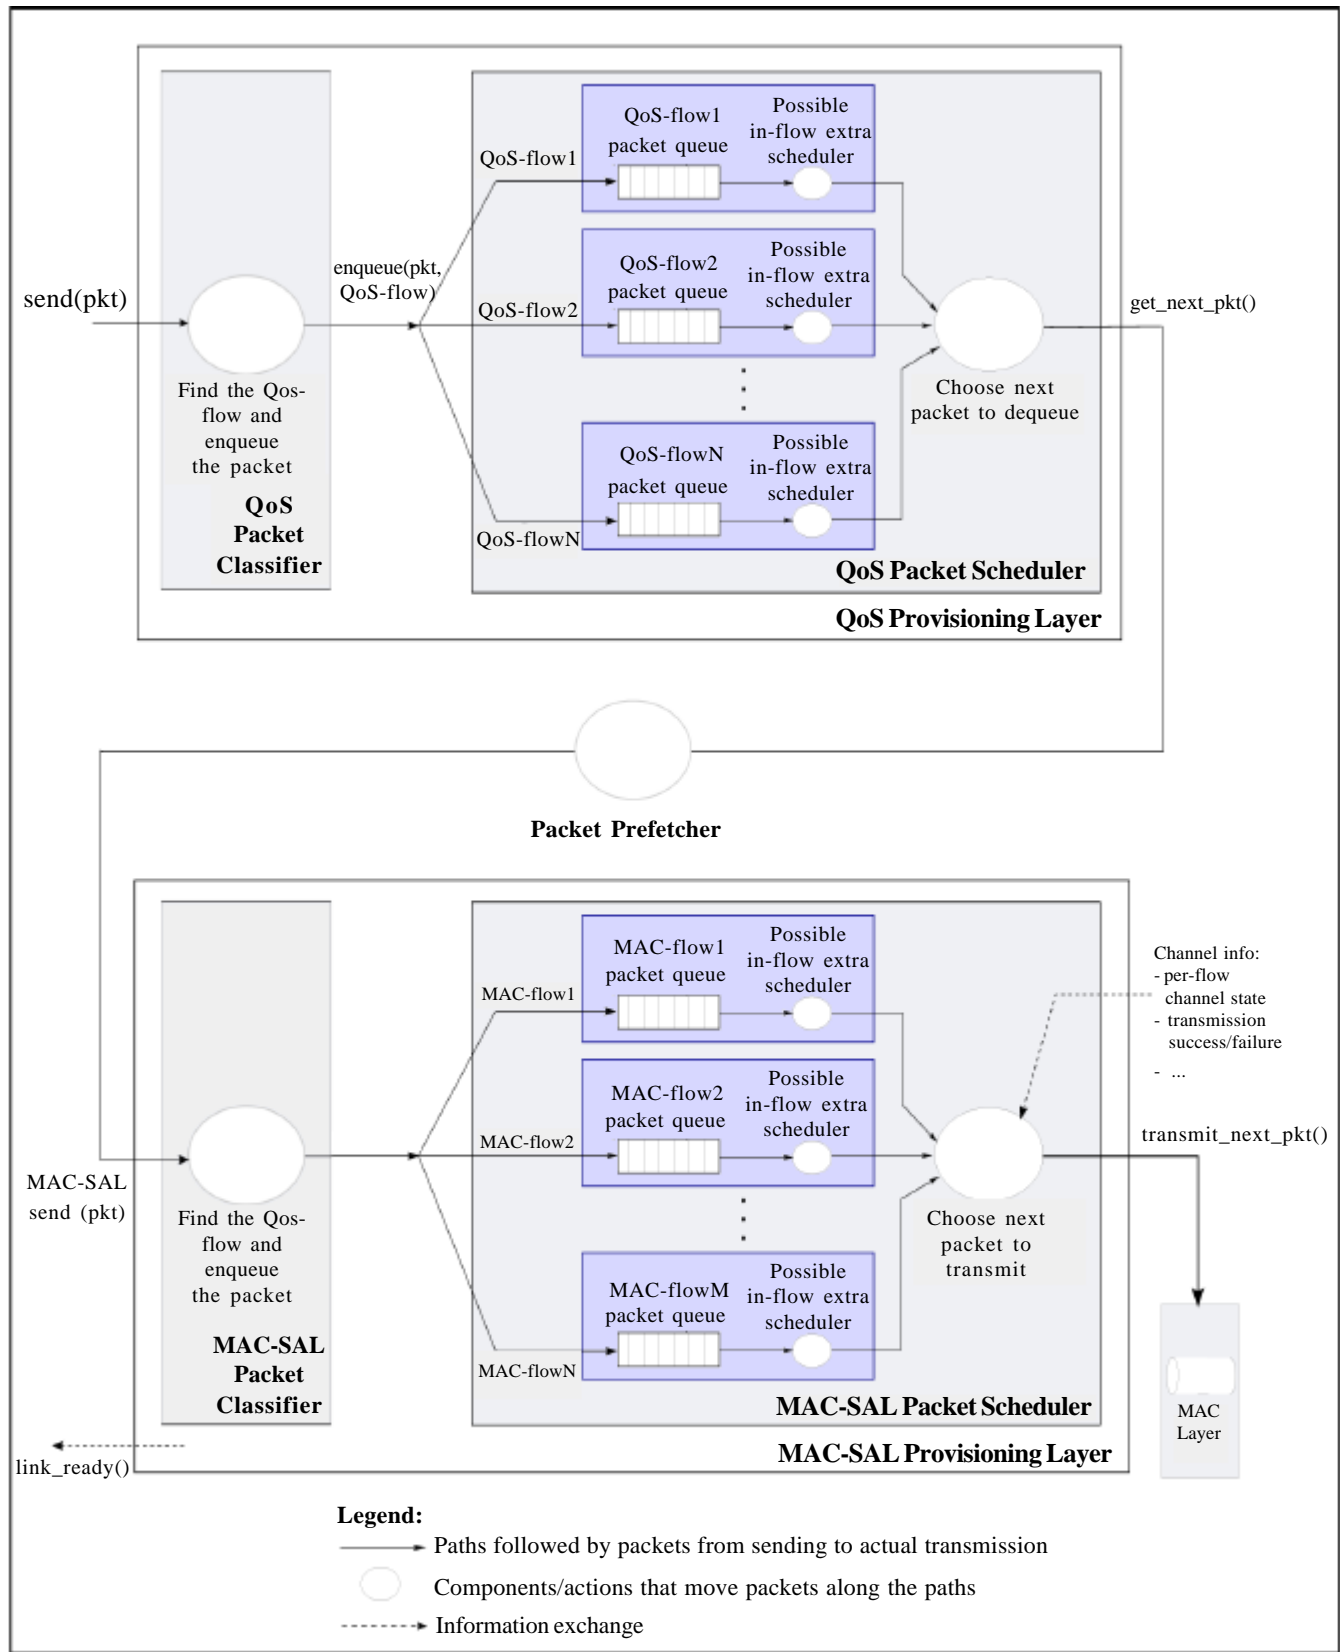 send(pkt)
Find the Qos-
flow and
enqueue
the packet
QoS
Packet
Classifier
enqueue(pkt,
QoS-flow)
QoS-flow1
QoS-flow2
QoS-flowN
QoS-flow1
packet queue
Possible
in-flow extra
scheduler
QoS-flow2
packet queue
Possible
in-flow extra
scheduler
QoS-flowN
packet queue
Possible
in-flow extra
scheduler
Choose next
packet to dequeue
QoS Packet Scheduler
QoS Provisioning Layer
get_next_pkt()
Packet Prefetcher
MAC-SAL
send (pkt)
Find the Qos-
flow and
enqueue
the packet
MAC-SAL
Packet
Classifier
MAC-flow1
MAC-flow2
MAC-flowN
MAC-flow1
packet queue
Possible
in-flow extra
scheduler
MAC-flow2
packet queue
Possible
in-flow extra
scheduler
MAC-flowM
packet queue
Possible
in-flow extra
scheduler
Choose next
packet to
transmit
MAC-SAL Packet Scheduler
MAC-SAL Provisioning Layer
Channel info:
- per-flow
channel state
- transmission
success/failure
- ...
transmit_next_pkt()
MAC
Layer
link_ready()
Legend:
Paths followed by packets from sending to actual transmission
Components/actions that move packets along the paths
Information exchange